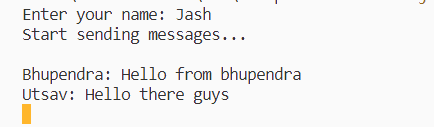 Enter your name: Jash
Start sending messages...
Bhupendra: Hello from bhupendra
Utsav: Hello there guys